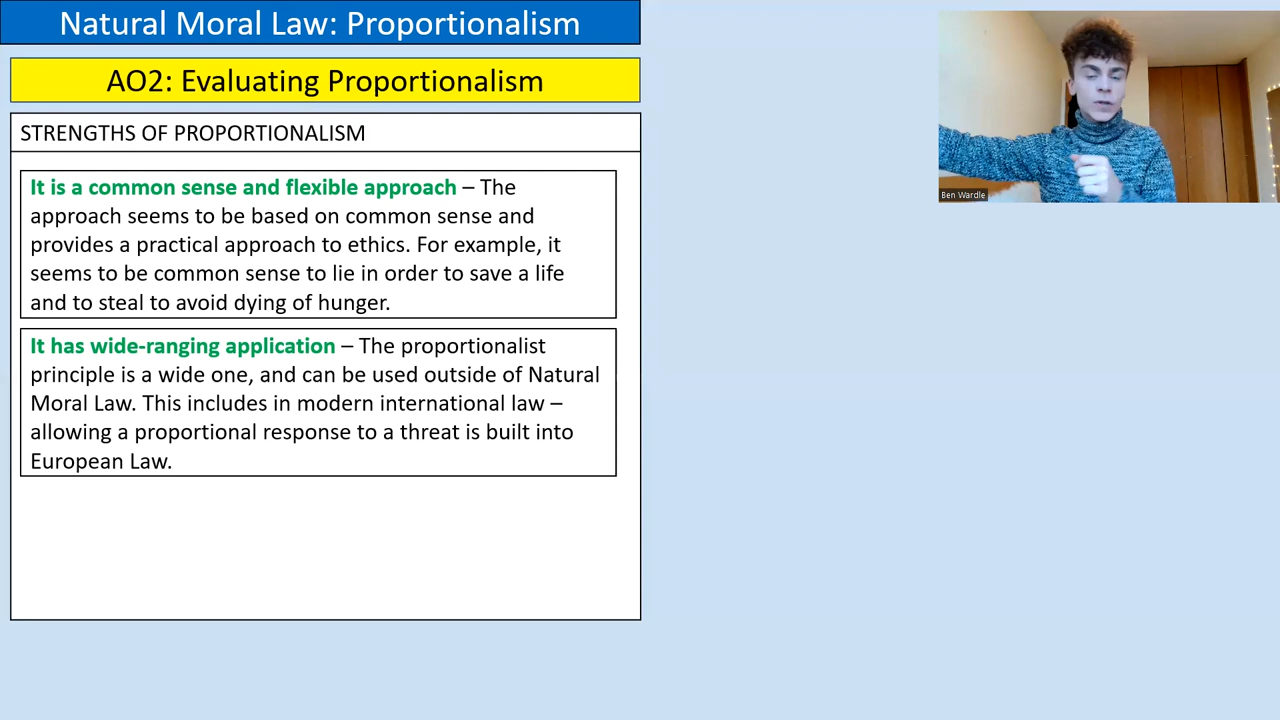 Natural Moral Law: Proportionalism
AO2: Evaluating Proportionalism
STRENGTHS OF PROPORTIONALISM
It is a common sense and flexible approach – The
approach seems to be based on common sense and
provides a practical approach to ethics. For example, it
seems to be common sense to lie in order to save a life
and to steal to avoid dying of hunger.
It has wide-ranging application – The proportionalist
principle is a wide one, and can be used outside of Natural
Moral Law. This includes in modern international law –
allowing a proportional response to a threat is built into
European Law.
Ben Wardle